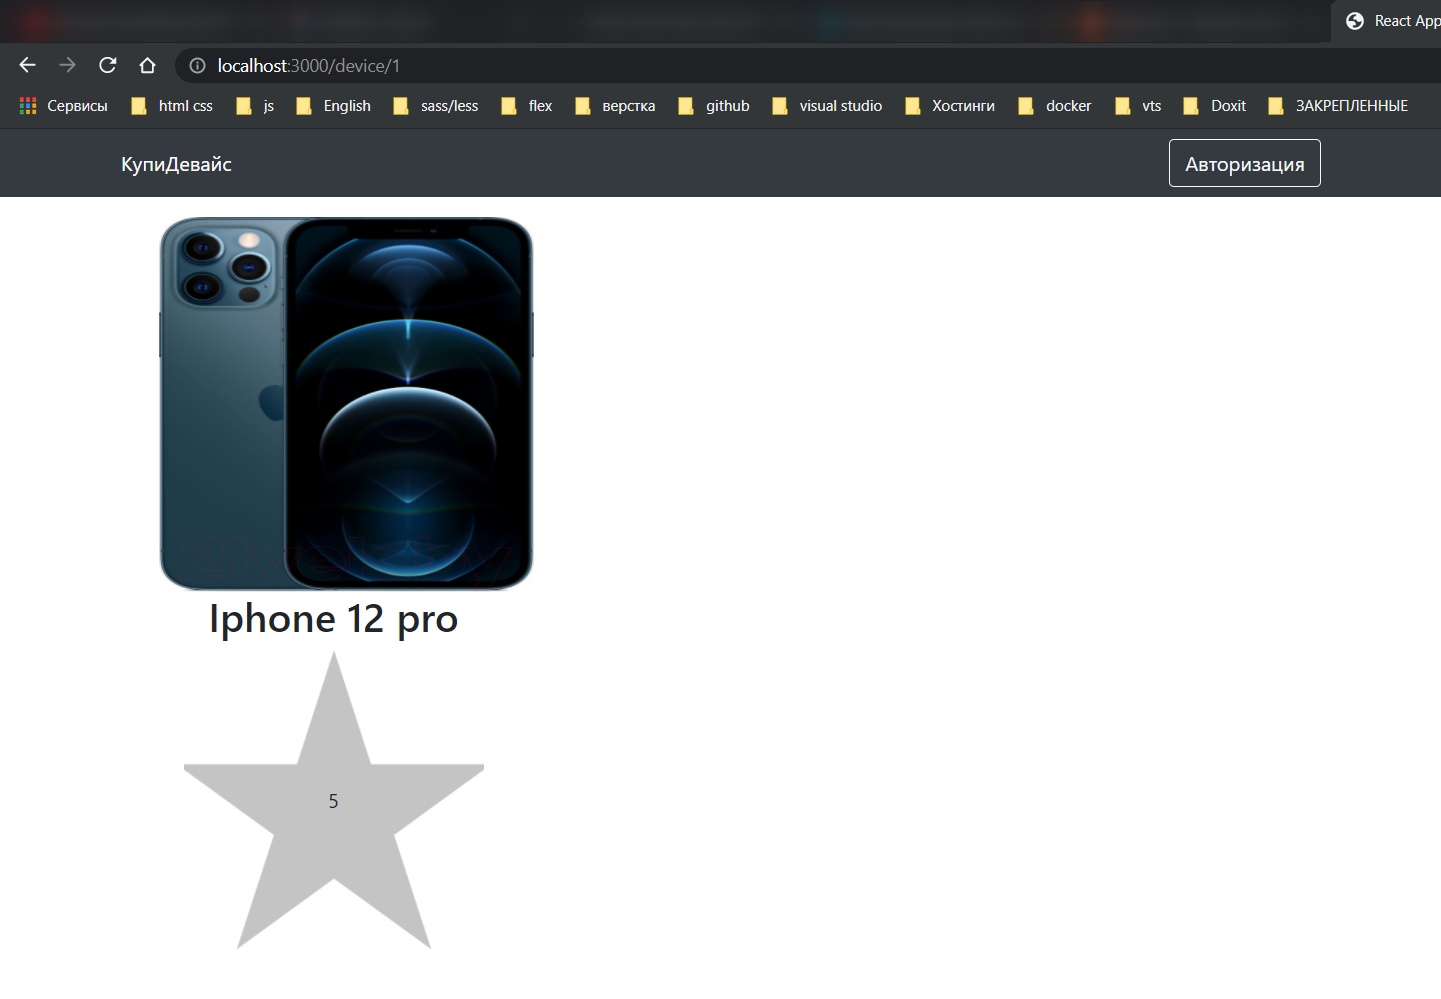 React App
localhost:3000/device/1
Сервисы html css js English sass/less flex верстка github visual studio Хостинги docker vts Doxit ЗАКРЕПЛЕННЫЕ
КупиДевайс Авторизация
Iphone 12 pro
5